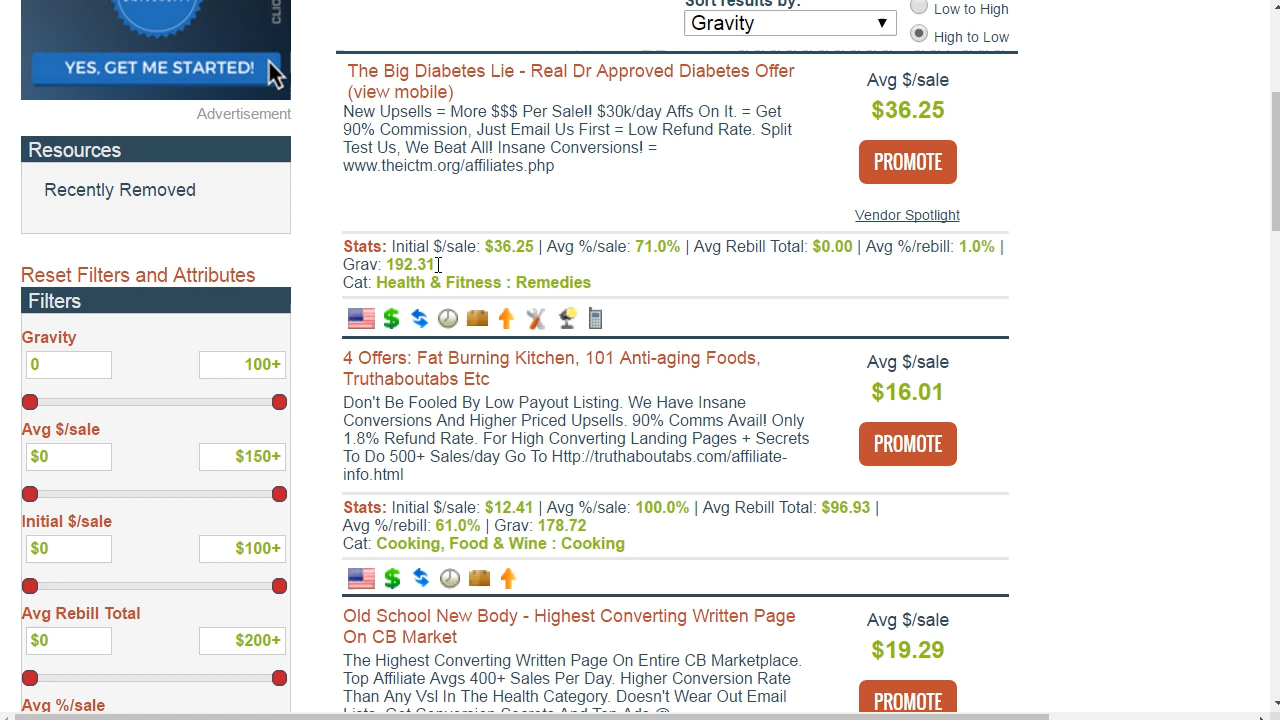 CLIC
YES, GET ME STARTED!
Advertisement
Resources
Recently Removed
Reset Filters and Attributes
Filters
Gravity
0 100+
Avg $/sale
$0 $150+
Initial $/sale
$0 $100+
Avg Rebill Total
$0 $200+
Avg %/sale
Sort results by:
Gravity
Low to High
High to Low
The Big Diabetes Lie - Real Dr Approved Diabetes Offer
(view mobile)
New Upsells = More $$$ Per Sale!! $30k/day Affs On It. = Get
90% Commission, Just Email Us First = Low Refund Rate. Split
Test Us, We Beat All! Insane Conversions! =
www.theictm.org/affiliates.php
Avg $/sale
$36.25
PROMOTE
Vendor Spotlight
Stats: Initial $/sale: $36.25 | Avg %/sale: 71.0% | Avg Rebill Total: $0.00 | Avg %/rebill: 1.0% |
Grav: 192.31
Cat: Health & Fitness : Remedies
4 Offers: Fat Burning Kitchen, 101 Anti-aging Foods,
Truthaboutabs Etc
Don't Be Fooled By Low Payout Listing. We Have Insane
Conversions And Higher Priced Upsells. 90% Comms Avail! Only
1.8% Refund Rate. For High Converting Landing Pages + Secrets
To Do 500+ Sales/day Go To Http://truthaboutabs.com/affiliate-
info.html
Avg $/sale
$16.01
PROMOTE
Stats: Initial $/sale: $12.41 | Avg %/sale: 100.0% | Avg Rebill Total: $96.93 |
Avg %/rebill: 61.0% | Grav: 178.72
Cat: Cooking, Food & Wine : Cooking
Old School New Body - Highest Converting Written Page
On CB Market
The Highest Converting Written Page On Entire CB Marketplace.
Top Affiliate Avgs 400+ Sales Per Day. Higher Conversion Rate
Than Any Vsl In The Health Category. Doesn't Wear Out Email
Lists. Get Conversion Secrets And Top Ads @
Avg $/sale
$19.29
PROMOTE